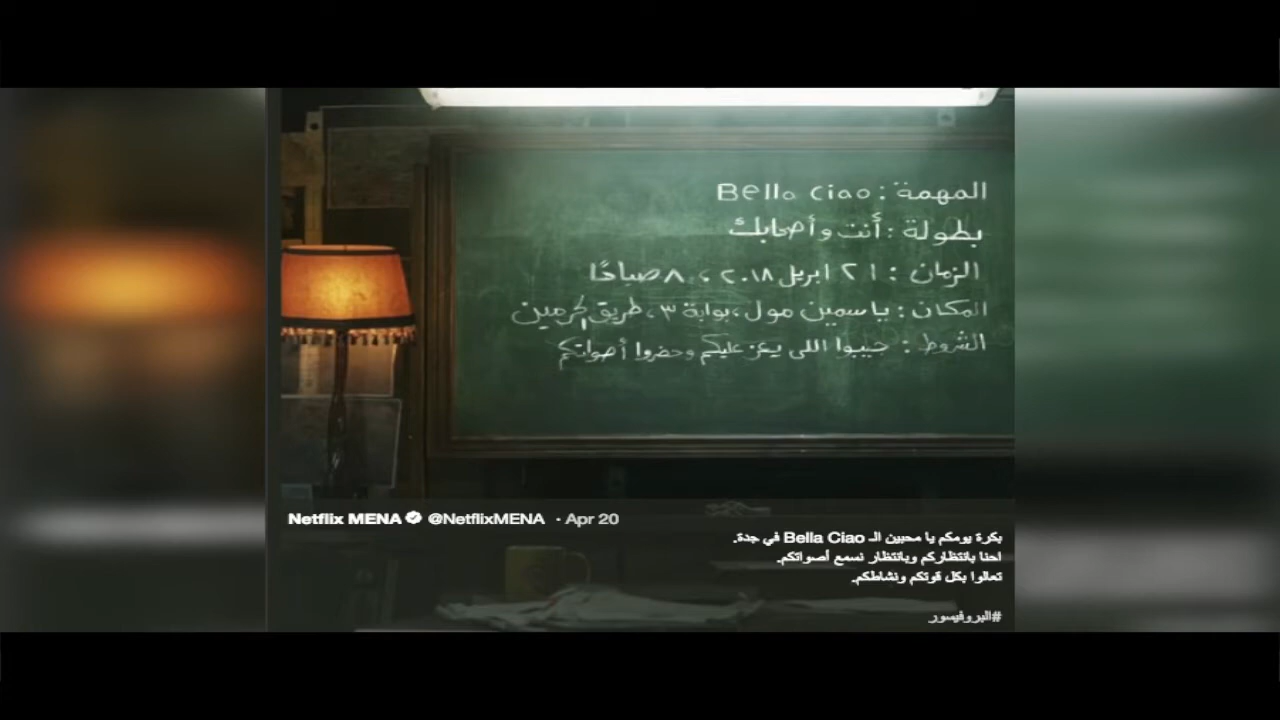 المهمة : Bella Ciao
بطولة : أنت وأصحابك
الزمان : ٢١ ابريل ٢٠١٨ ، ٨ صباحًا
المكان : ياسمين مول ، بوابة ٣ ، طريق الحرمين
الشروط : جيبوا اللي يعز عليكم وحضروا أصواتكم
Netflix MENA @NetflixMENA · Apr 20
بكرة يومكم يا محبين الـ Bella Ciao في جدة.
احنا بانتظاركم وبانتظار نسمع أصواتكم.
تعالوا بكل قوتكم ونشاطكم.
#البروفيسور